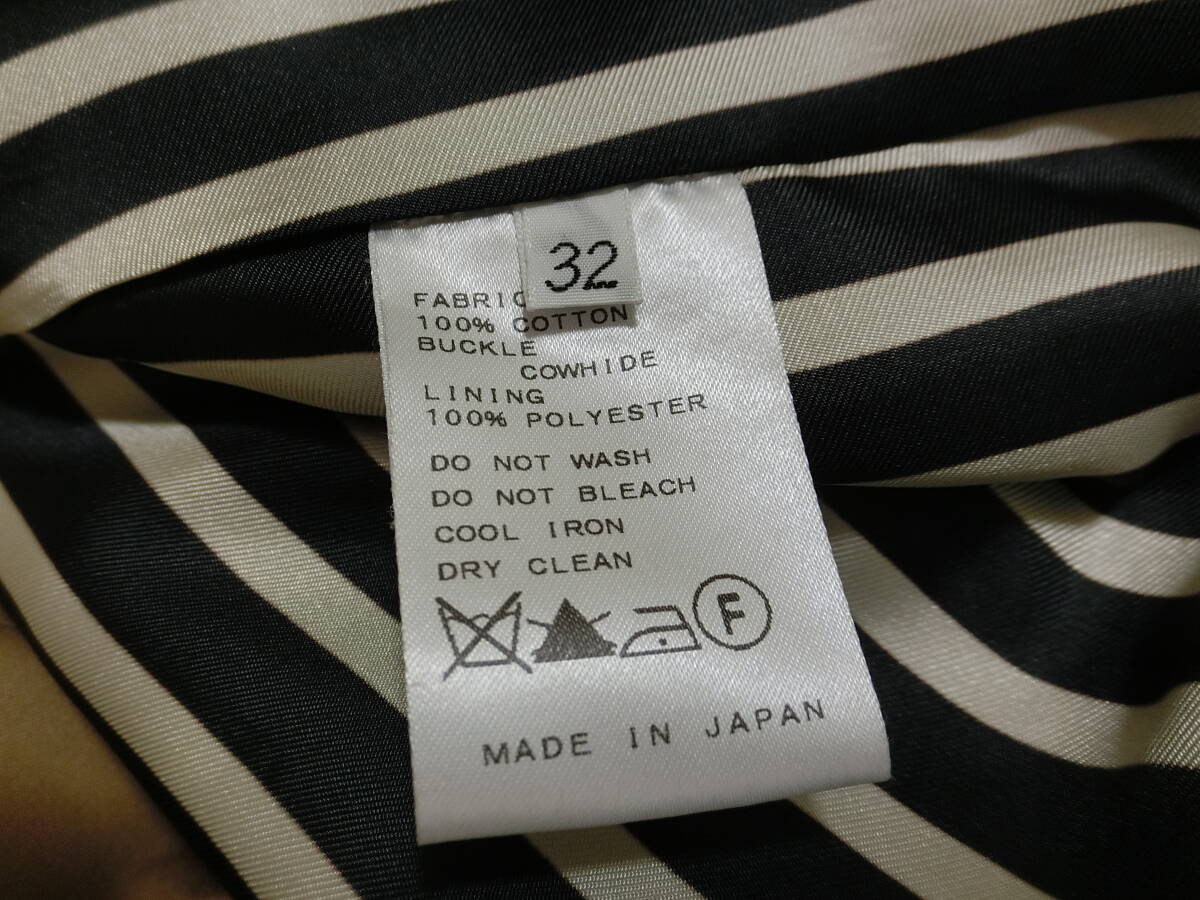 32
FABRIC
100% COTTON
BUCKLE
COWHIDE
LINING
100% POLYESTER
DO NOT WASH
DO NOT BLEACH
COOL IRON
DRY CLEAN
F
MADE IN JAPAN